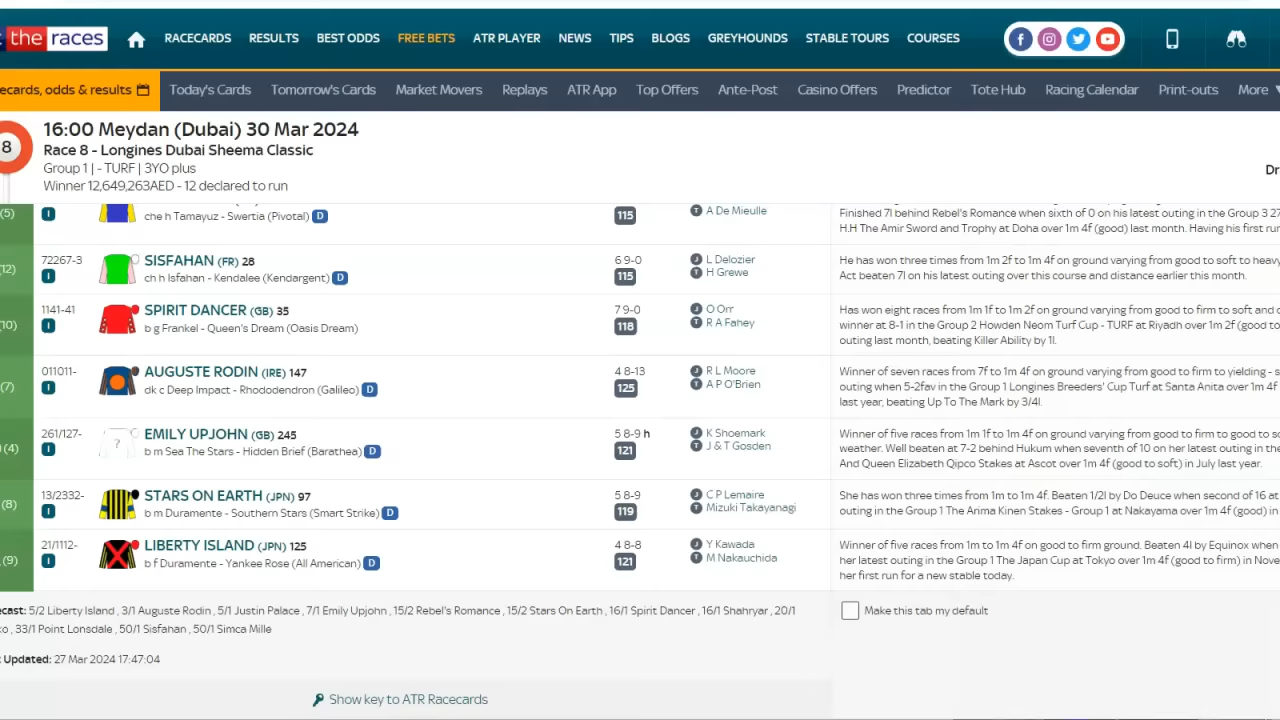 the races
RACECARDS RESULTS BEST ODDS FREE BETS ATR PLAYER NEWS TIPS BLOGS GREYHOUNDS STABLE TOURS COURSES
ecards, odds & results Today's Cards Tomorrow's Cards Market Movers Replays ATR App Top Offers Ante-Post Casino Offers Predictor Tote Hub Racing Calendar Print-outs More
8
16:00 Meydan (Dubai) 30 Mar 2024
Race 8 - Longines Dubai Sheema Classic
Group 1 | - TURF | 3YO plus
Dr
Winner 12,649,263AED - 12 declared to run
(5) I che h Tamayuz - Swertia (Pivotal) D 115 T A De Mieulle
Finished 7l behind Rebel's Romance when sixth of 0 on his latest outing in the Group 3 27
H.H The Amir Sword and Trophy at Doha over 1m 4f (good) last month. Having his first run
(12) 72267-3 SISFAHAN (FR) 28 6 9-0 J L Delozier
I ch h Isfahan - Kendalee (Kendargent) D 115 T H Grewe
He has won three times from 1m 2f to 1m 4f on ground varying from good to soft to heavy
Act beaten 7l on his latest outing over this course and distance earlier this month.
(10) 1141-41 SPIRIT DANCER (GB) 35 7 9-0 J O Orr
I b g Frankel - Queen's Dream (Oasis Dream) 118 T R A Fahey
Has won eight races from 1m 1f to 1m 2f on ground varying from good to firm to soft and
winner at 8-1 in the Group 2 Howden Neom Turf Cup - TURF at Riyadh over 1m 2f (good to
outing last month, beating Killer Ability by 1l.
(7) 011011- AUGUSTE RODIN (IRE) 147 4 8-13 J R L Moore
I dk c Deep Impact - Rhododendron (Galileo) D 125 T A P O'Brien
Winner of seven races from 7f to 1m 4f on ground varying from good to firm to yielding - s
outing when 5-2fav in the Group 1 Longines Breeders' Cup Turf at Santa Anita over 1m 4f
last year, beating Up To The Mark by 3/4l.
(4) 261/127- ? EMILY UPJOHN (GB) 245 5 8-9 h J K Shoemark
I b m Sea The Stars - Hidden Brief (Barathea) D 121 T J & T Gosden
Winner of five races from 1m 1f to 1m 4f on ground varying from good to firm to good to so
weather. Well beaten at 7-2 behind Hukum when seventh of 10 on her latest outing in the
And Queen Elizabeth Qipco Stakes at Ascot over 1m 4f (good to soft) in July last year.
(8) 13/2332- STARS ON EARTH (JPN) 97 5 8-9 J C P Lemaire
I b m Duramente - Southern Stars (Smart Strike) D 119 T Mizuki Takayanagi
She has won three times from 1m to 1m 4f. Beaten 1/2l by Do Deuce when second of 16 at
outing in the Group 1 The Arima Kinen Stakes - Group 1 at Nakayama over 1m 4f (good) in
(9) 21/1112- LIBERTY ISLAND (JPN) 125 4 8-8 J Y Kawada
I b f Duramente - Yankee Rose (All American) D 121 T M Nakauchida
Winner of five races from 1m to 1m 4f on good to firm ground. Beaten 4l by Equinox when
her latest outing in the Group 1 The Japan Cup at Tokyo over 1m 4f (good to firm) in Nove
her first run for a new stable today.
cast: 5/2 Liberty Island , 3/1 Auguste Rodin , 5/1 Justin Palace , 7/1 Emily Upjohn , 15/2 Rebel's Romance , 15/2 Stars On Earth , 16/1 Spirit Dancer , 16/1 Shahryar , 20/1
ko , 33/1 Point Lonsdale , 50/1 Sisfahan , 50/1 Simca Mille
Make this tab my default
Updated: 27 Mar 2024 17:47:04
Show key to ATR Racecards